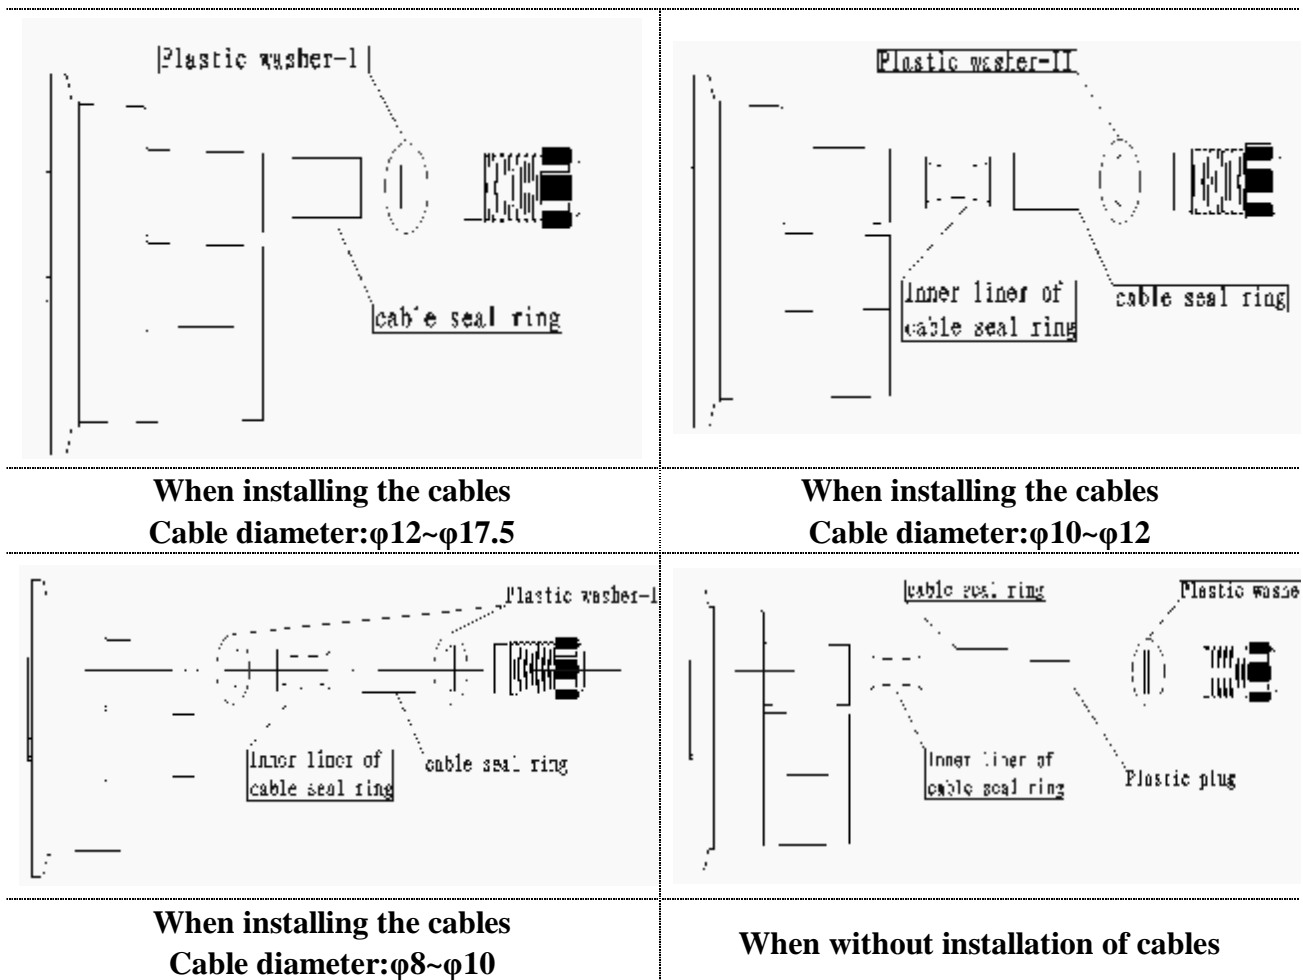 Plastic washer-I
cable seal ring
When installing the cables
Cable diameter:φ12~φ17.5
Plastic washer-II
Inner liner of
cable seal ring
cable seal ring
When installing the cables
Cable diameter:φ10~φ12
Plastic washer-I
Inner liner of
cable seal ring
cable seal ring
When installing the cables
Cable diameter:φ8~φ10
cable seal ring
Plastic washe
Inner liner of
cable seal ring
Plastic plug
When without installation of cables